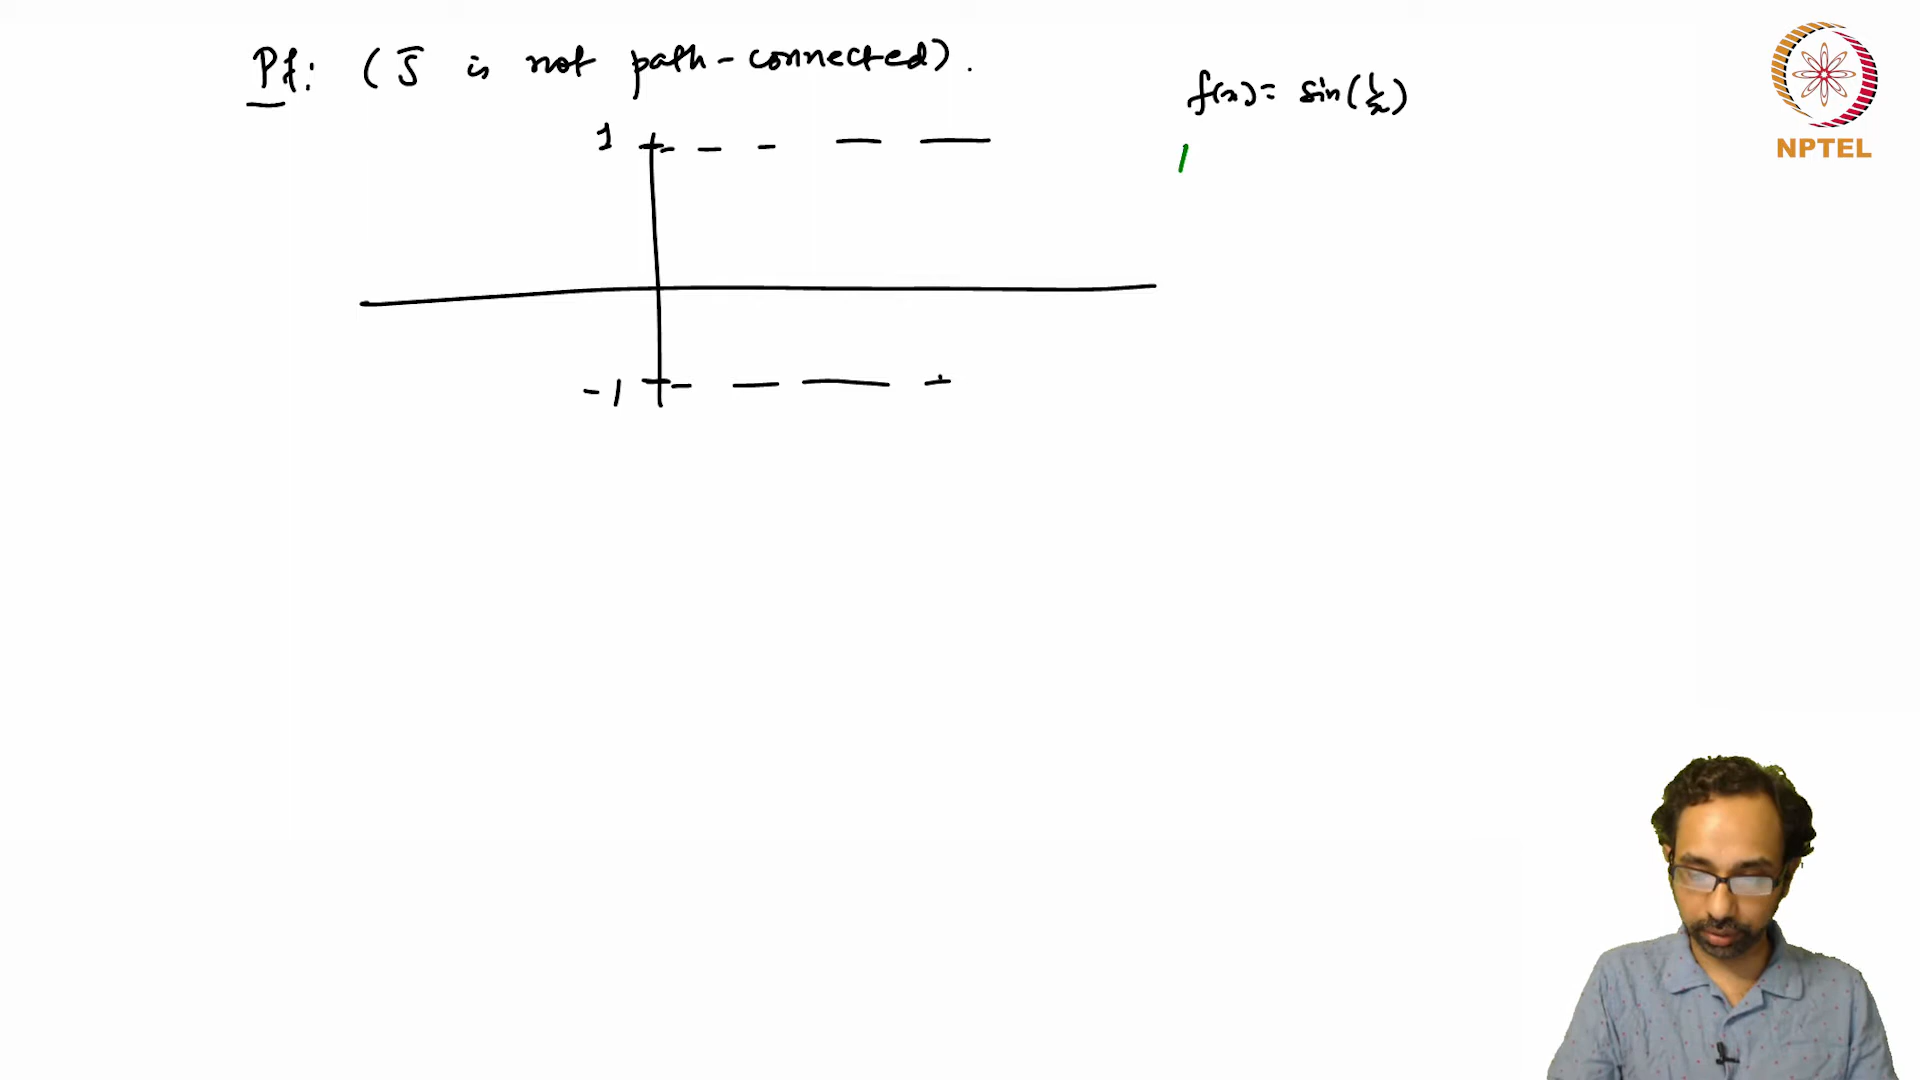 Pf: (S̄ is not path-connected).
f(x) = sin(1/x)
1
-1
NPTEL